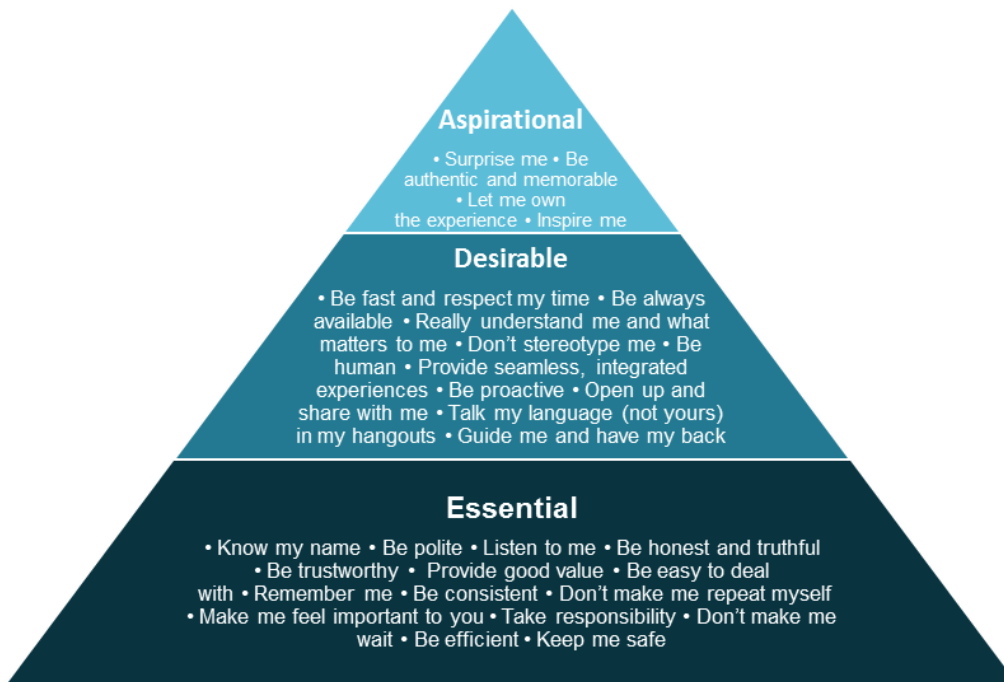 Aspirational
• Surprise me • Be
authentic and memorable
• Let me own
the experience • Inspire me
Desirable
• Be fast and respect my time • Be always
available • Really understand me and what
matters to me • Don’t stereotype me • Be
human • Provide seamless, integrated
experiences • Be proactive • Open up and
share with me • Talk my language (not yours)
in my hangouts • Guide me and have my back
Essential
• Know my name • Be polite • Listen to me • Be honest and truthful
• Be trustworthy • Provide good value • Be easy to deal
with • Remember me • Be consistent • Don’t make me repeat myself
• Make me feel important to you • Take responsibility • Don’t make me
wait • Be efficient • Keep me safe